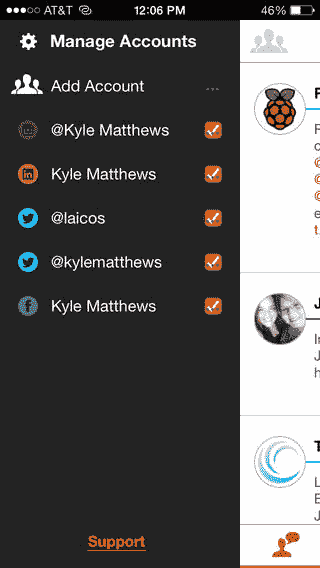 AT&T
12:06 PM
46%
Manage Accounts
Add Account
...
@Kyle Matthews
Kyle Matthews
@laicos
@kylematthews
Kyle Matthews
Support